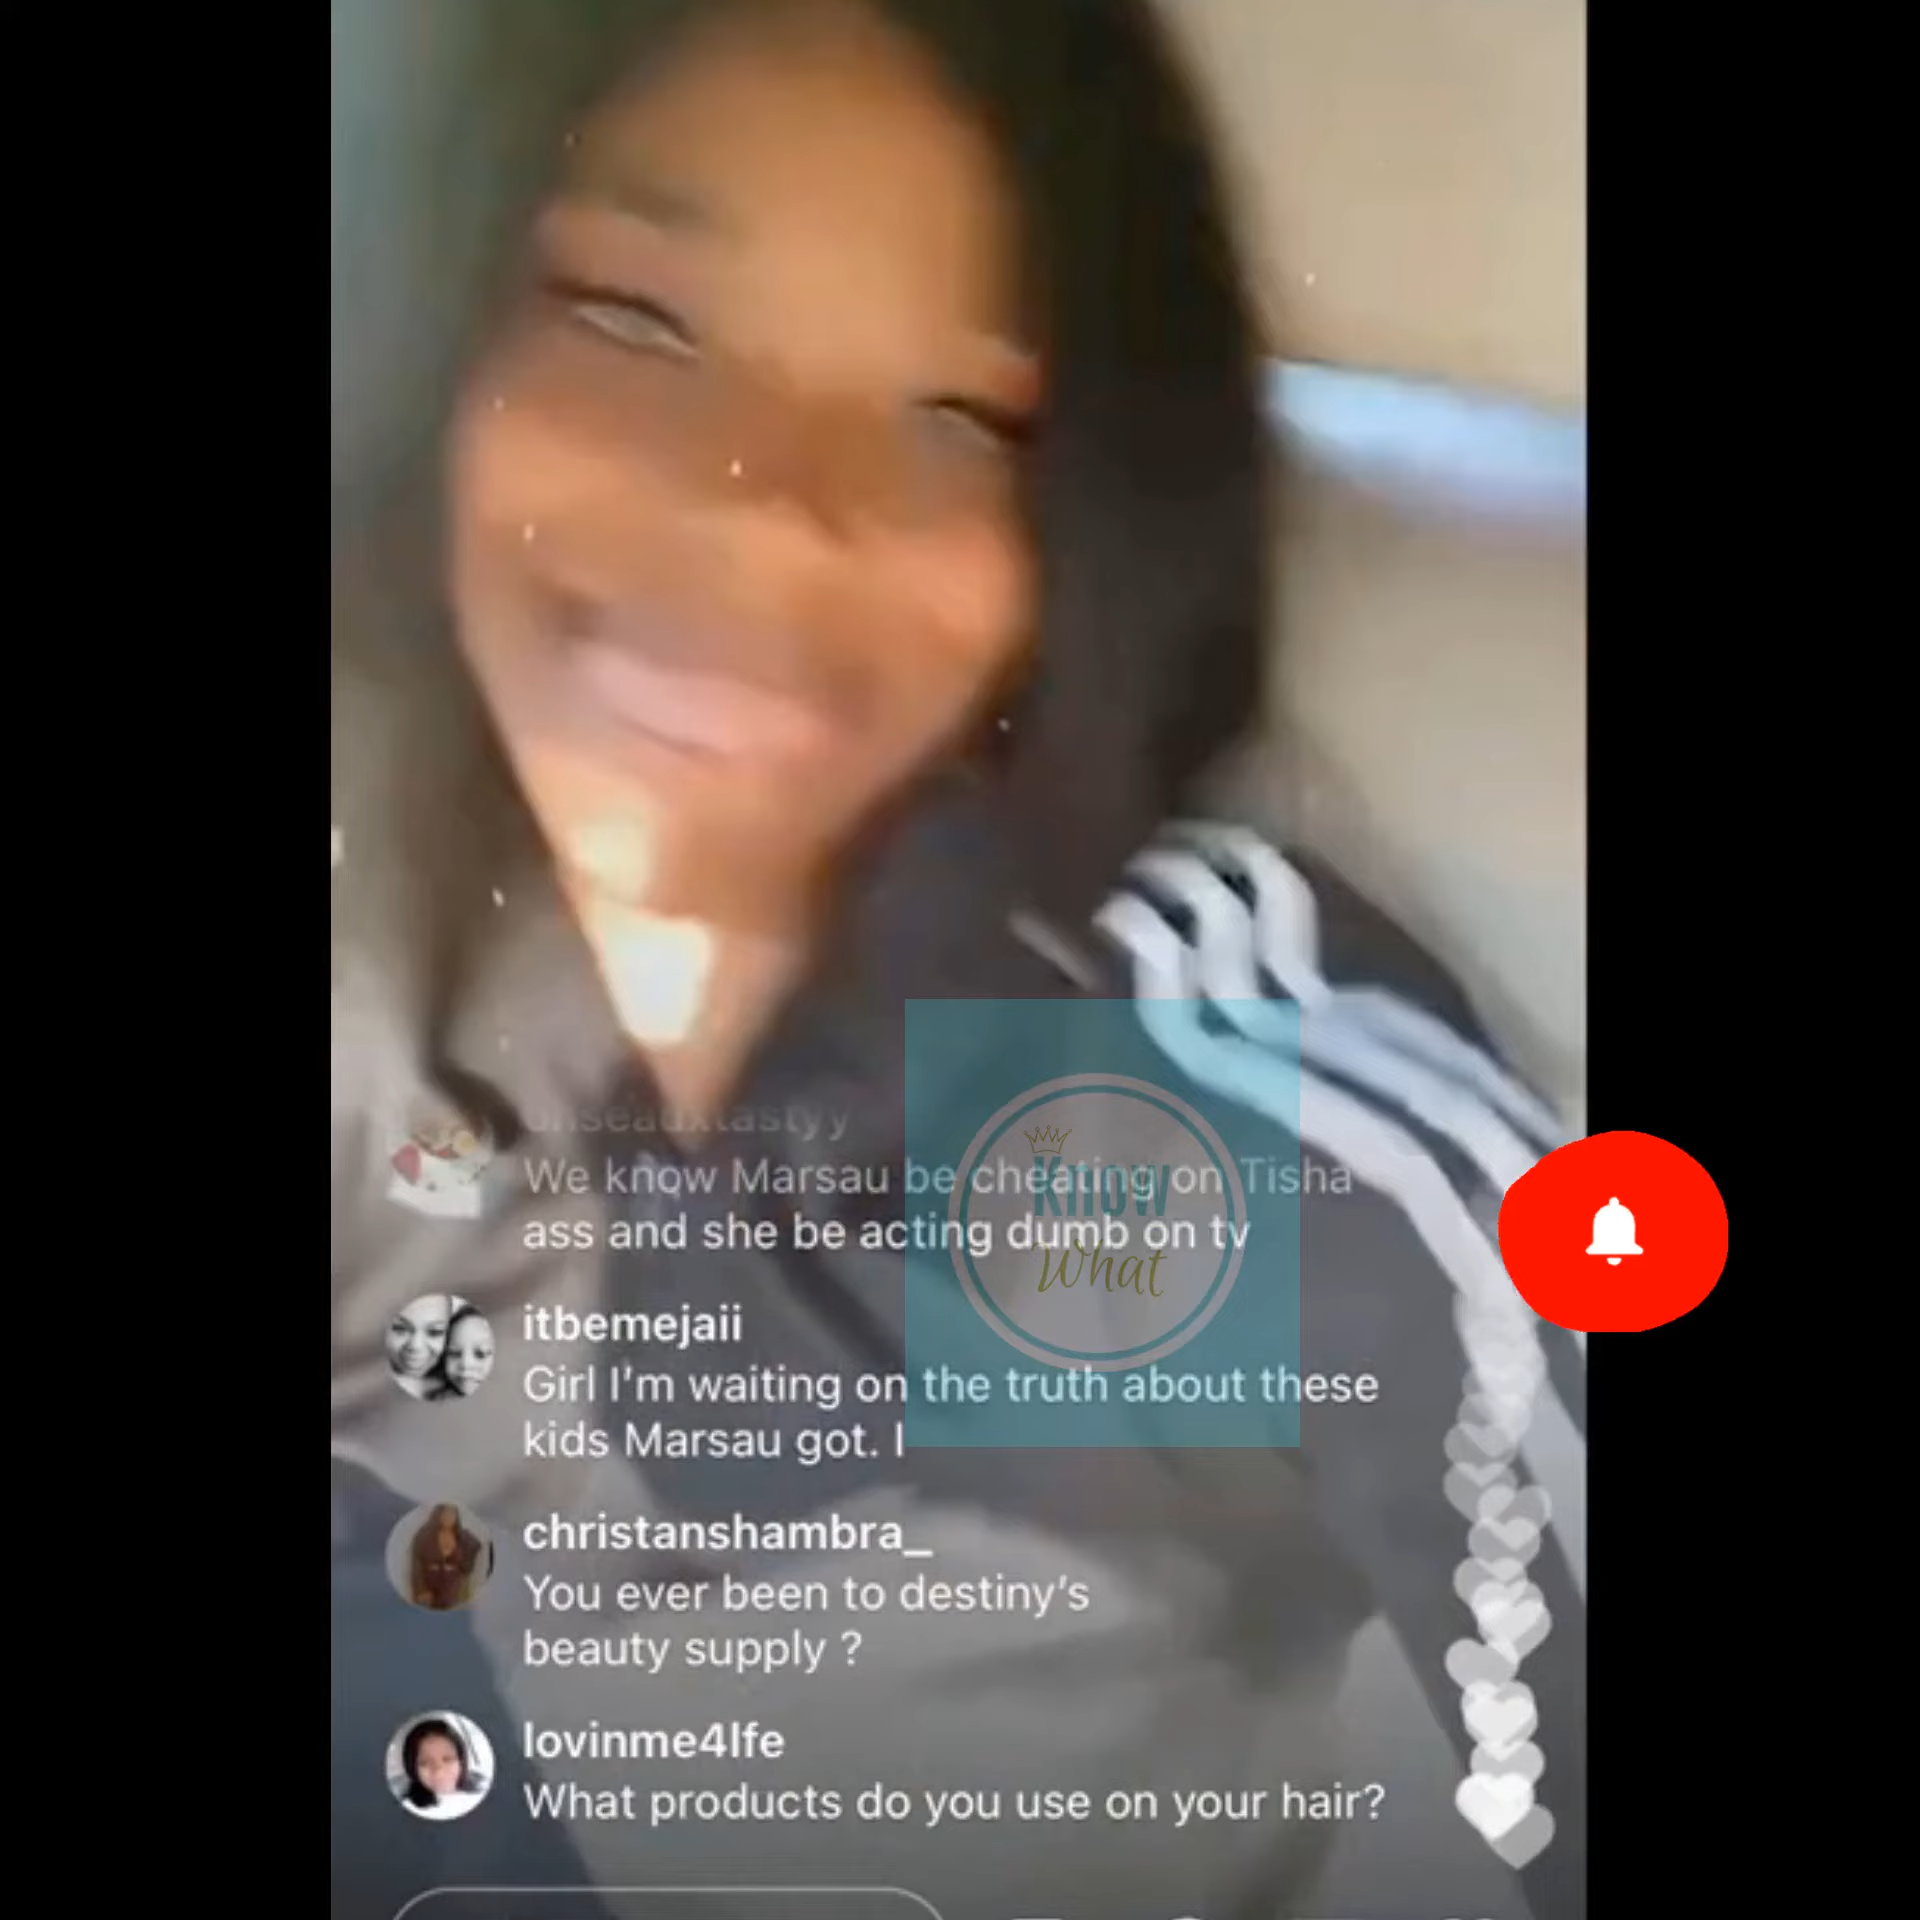 We know Marsau be cheating on Tisha
ass and she be acting dumb on tv
Know
What
itbemejaii
Girl I'm waiting on the truth about these
kids Marsau got. I
christanshambra_
You ever been to destiny's
beauty supply ?
lovinme4lfe
What products do you use on your hair?